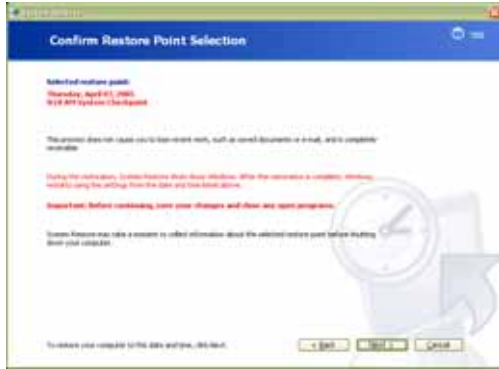 System Restore
Confirm Restore Point Selection
Help
Selected restore point:
Thursday, April 07, 2005
System Checkpoint
This process does not cause you to lose recent work, such as saved documents or e-mail, and is completely
reversible.
During the restoration, System Restore shuts down Windows. After the restoration is complete, Windows
restarts using the settings from the date and time listed above.
Important: Before continuing, save your changes and close any open programs.
System Restore may take a moment to collect information about the selected restore point before shutting
down your computer.
To restore your computer to this date and time, click Next.
< Back
Next >
Cancel